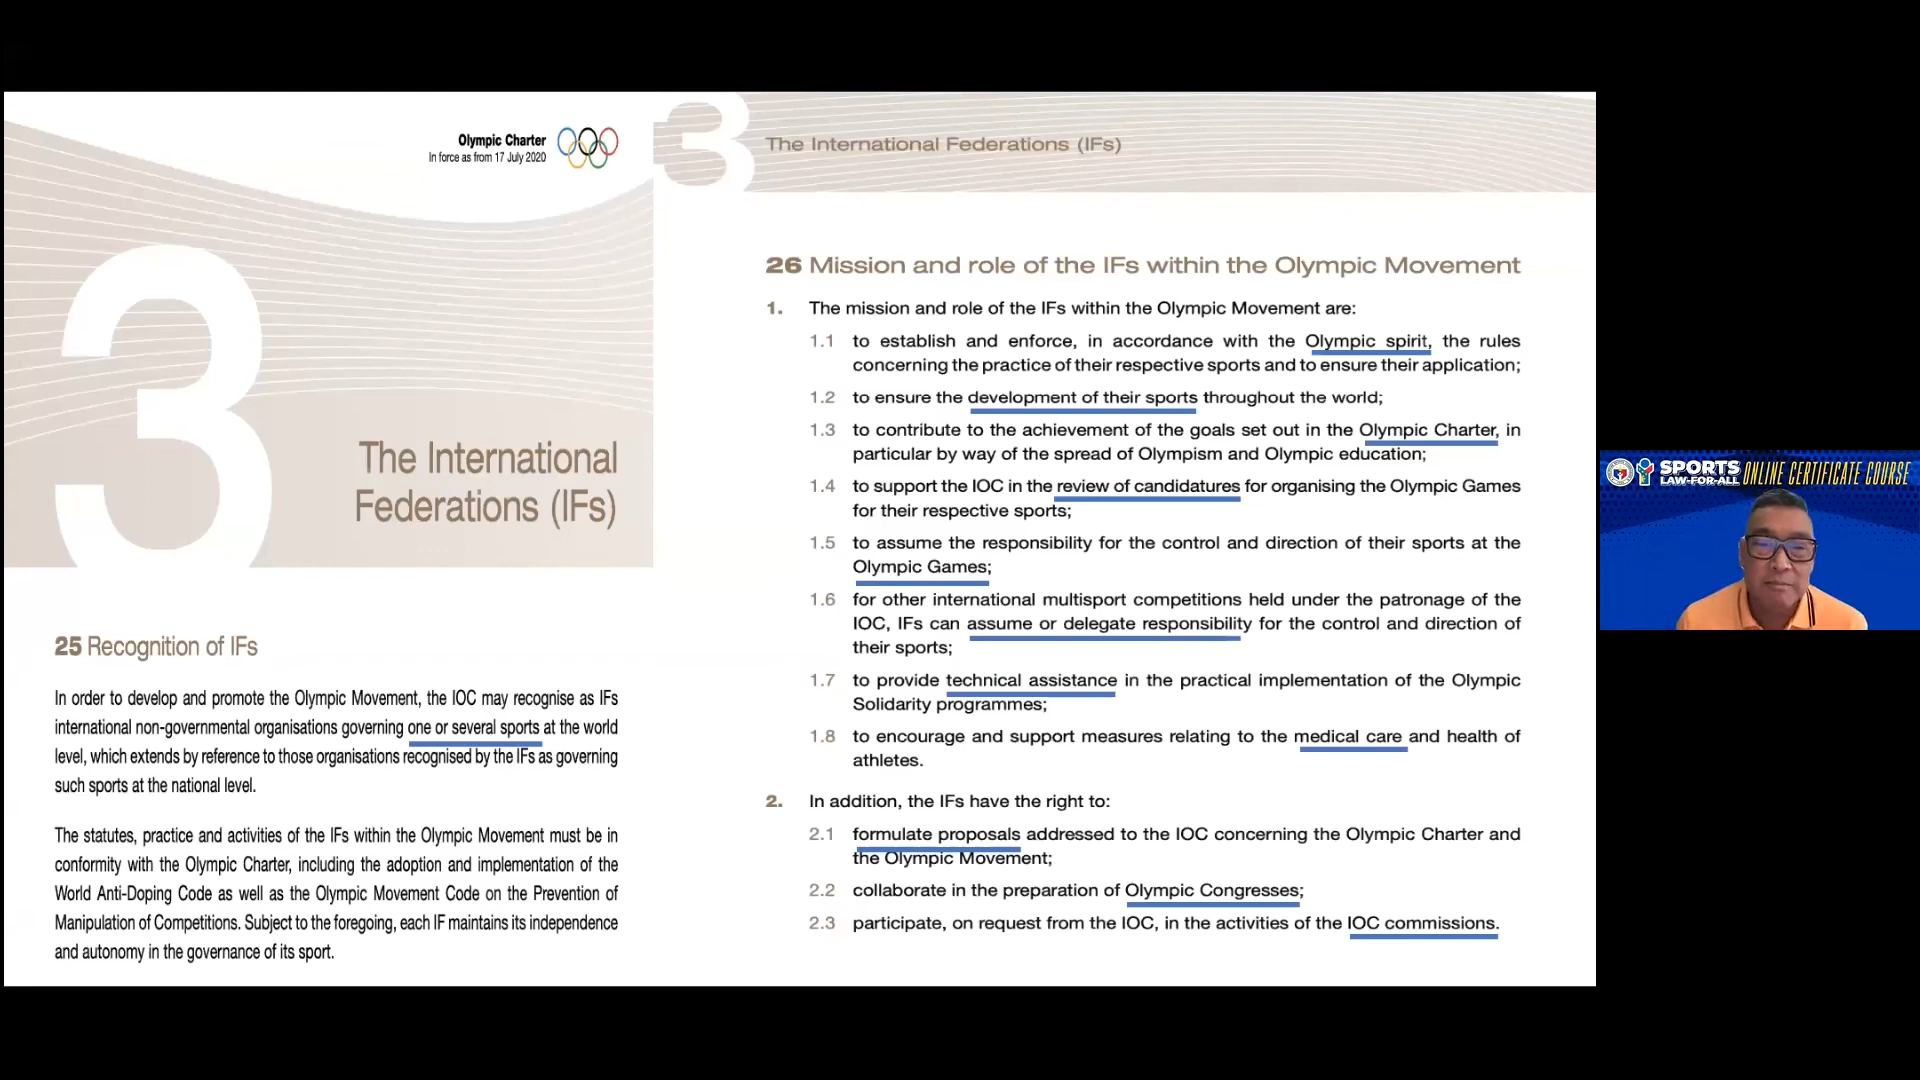 Olympic Charter
In force as from 17 July 2020
3
The International
Federations (IFs)
25 Recognition of IFs
In order to develop and promote the Olympic Movement, the IOC may recognise as IFs
international non-governmental organisations governing one or several sports at the world
level, which extends by reference to those organisations recognised by the IFs as governing
such sports at the national level.
The statutes, practice and activities of the IFs within the Olympic Movement must be in
conformity with the Olympic Charter, including the adoption and implementation of the
World Anti-Doping Code as well as the Olympic Movement Code on the Prevention of
Manipulation of Competitions. Subject to the foregoing, each IF maintains its independence
and autonomy in the governance of its sport.
3
The International Federations (IFs)
26 Mission and role of the IFs within the Olympic Movement
1. The mission and role of the IFs within the Olympic Movement are:
1.1 to establish and enforce, in accordance with the Olympic spirit, the rules
concerning the practice of their respective sports and to ensure their application;
1.2 to ensure the development of their sports throughout the world;
1.3 to contribute to the achievement of the goals set out in the Olympic Charter, in
particular by way of the spread of Olympism and Olympic education;
1.4 to support the IOC in the review of candidatures for organising the Olympic Games
for their respective sports;
1.5 to assume the responsibility for the control and direction of their sports at the
Olympic Games;
1.6 for other international multisport competitions held under the patronage of the
IOC, IFs can assume or delegate responsibility for the control and direction of
their sports;
1.7 to provide technical assistance in the practical implementation of the Olympic
Solidarity programmes;
1.8 to encourage and support measures relating to the medical care and health of
athletes.
2. In addition, the IFs have the right to:
2.1 formulate proposals addressed to the IOC concerning the Olympic Charter and
the Olympic Movement;
2.2 collaborate in the preparation of Olympic Congresses;
2.3 participate, on request from the IOC, in the activities of the IOC commissions.
SPORTS
LAW-FOR-ALL
ONLINE CERTIFICATE COURSE